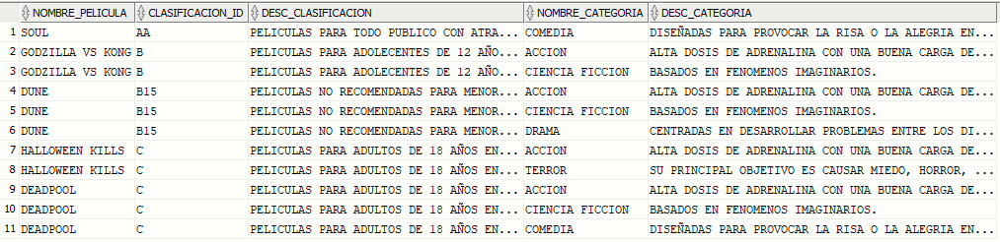 NOMBRE_PELICULA CLASIFICACION_ID DESC_CLASIFICACION NOMBRE_CATEGORIA DESC_CATEGORIA
1 SOUL AA PELICULAS PARA TODO PUBLICO CON ATRA... COMEDIA DISEÑADAS PARA PROVOCAR LA RISA O LA ALEGRIA EN...
2 GODZILLA VS KONG B PELICULAS PARA ADOLECENTES DE 12 AÑO... ACCION ALTA DOSIS DE ADRENALINA CON UNA BUENA CARGA DE...
3 GODZILLA VS KONG B PELICULAS PARA ADOLECENTES DE 12 AÑO... CIENCIA FICCION BASADOS EN FENOMENOS IMAGINARIOS.
4 DUNE B15 PELICULAS NO RECOMENDADAS PARA MENOR... ACCION ALTA DOSIS DE ADRENALINA CON UNA BUENA CARGA DE...
5 DUNE B15 PELICULAS NO RECOMENDADAS PARA MENOR... CIENCIA FICCION BASADOS EN FENOMENOS IMAGINARIOS.
6 DUNE B15 PELICULAS NO RECOMENDADAS PARA MENOR... DRAMA CENTRADAS EN DESARROLLAR PROBLEMAS ENTRE LOS DI...
7 HALLOWEEN KILLS C PELICULAS PARA ADULTOS DE 18 AÑOS EN... ACCION ALTA DOSIS DE ADRENALINA CON UNA BUENA CARGA DE...
8 HALLOWEEN KILLS C PELICULAS PARA ADULTOS DE 18 AÑOS EN... TERROR SU PRINCIPAL OBJETIVO ES CAUSAR MIEDO, HORROR, ...
9 DEADPOOL C PELICULAS PARA ADULTOS DE 18 AÑOS EN... ACCION ALTA DOSIS DE ADRENALINA CON UNA BUENA CARGA DE...
10 DEADPOOL C PELICULAS PARA ADULTOS DE 18 AÑOS EN... CIENCIA FICCION BASADOS EN FENOMENOS IMAGINARIOS.
11 DEADPOOL C PELICULAS PARA ADULTOS DE 18 AÑOS EN... COMEDIA DISEÑADAS PARA PROVOCAR LA RISA O LA ALEGRIA EN...